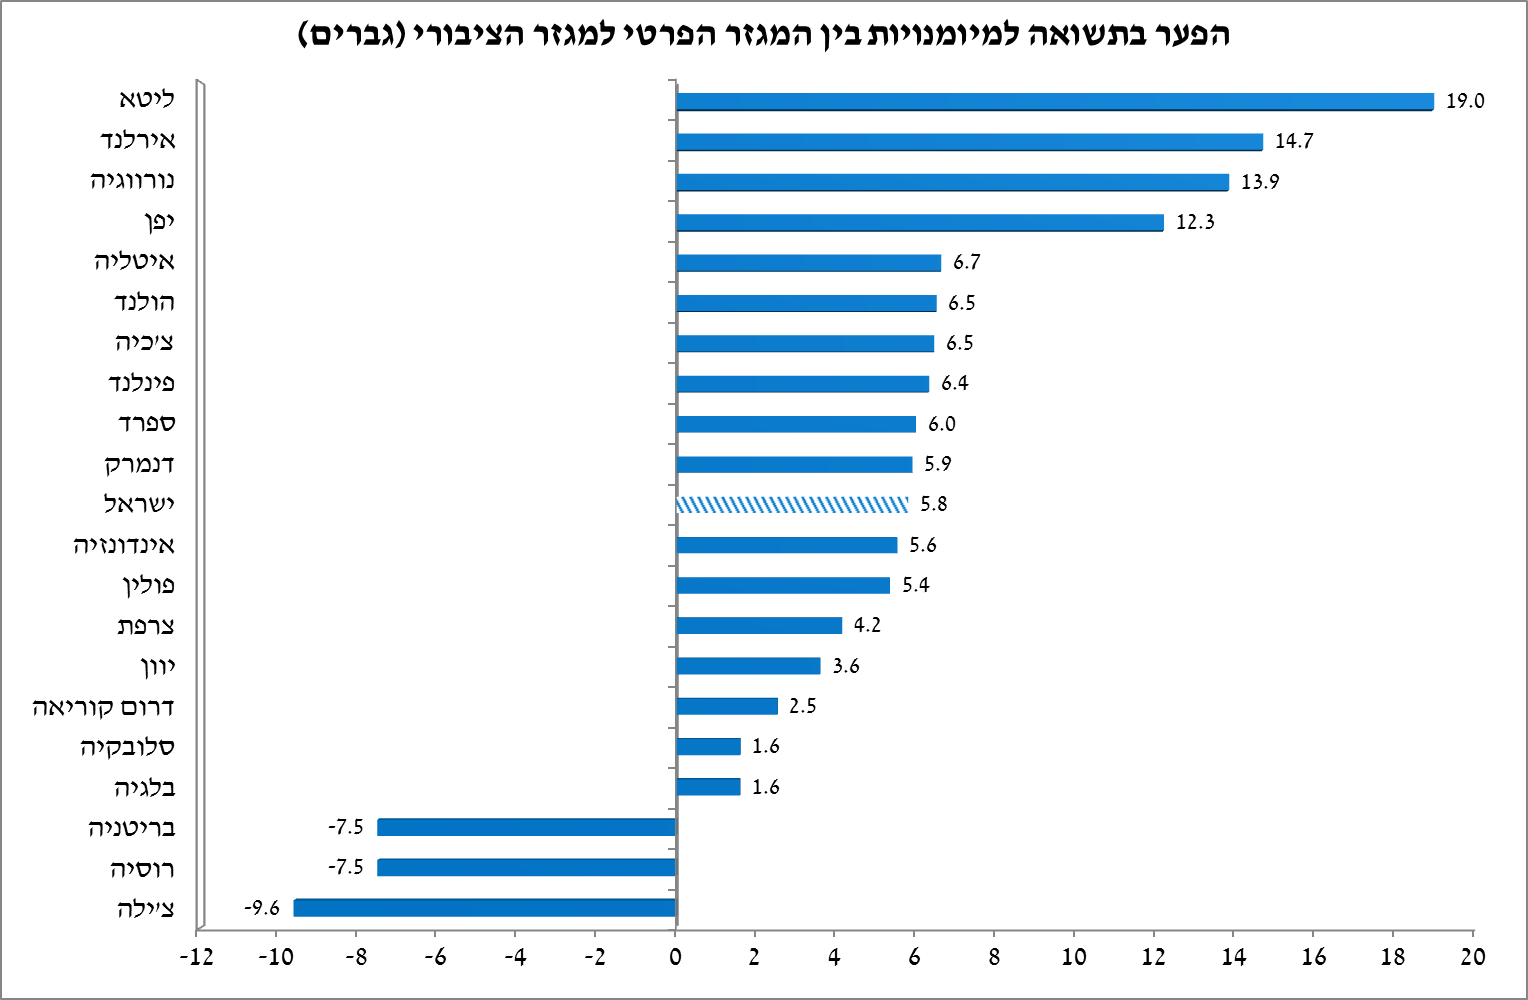 הפער בתשואה למיומנויות בין המגזר הפרטי למגזר הציבורי (גברים)
ליטא 19.0
אירלנד 14.7
נורווגיה 13.9
יפן 12.3
איטליה 6.7
הולנד 6.5
צ'כיה 6.5
פינלנד 6.4
ספרד 6.0
דנמרק 5.9
ישראל 5.8
אינדונזיה 5.6
פולין 5.4
צרפת 4.2
יוון 3.6
דרום קוריאה 2.5
סלובקיה 1.6
בלגיה 1.6
בריטניה -7.5
רוסיה -7.5
צ'ילה -9.6
-12 -10 -8 -6 -4 -2 0 2 4 6 8 10 12 14 16 18 20